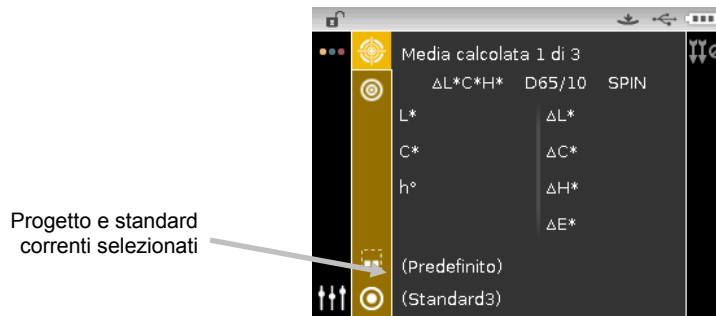 Media calcolata 1 di 3
ΔL*C*H* D65/10 SPIN
L* ΔL*
C* ΔC*
h° ΔH*
ΔE*
Progetto e standard
correnti selezionati
(Predefinito)
(Standard3)